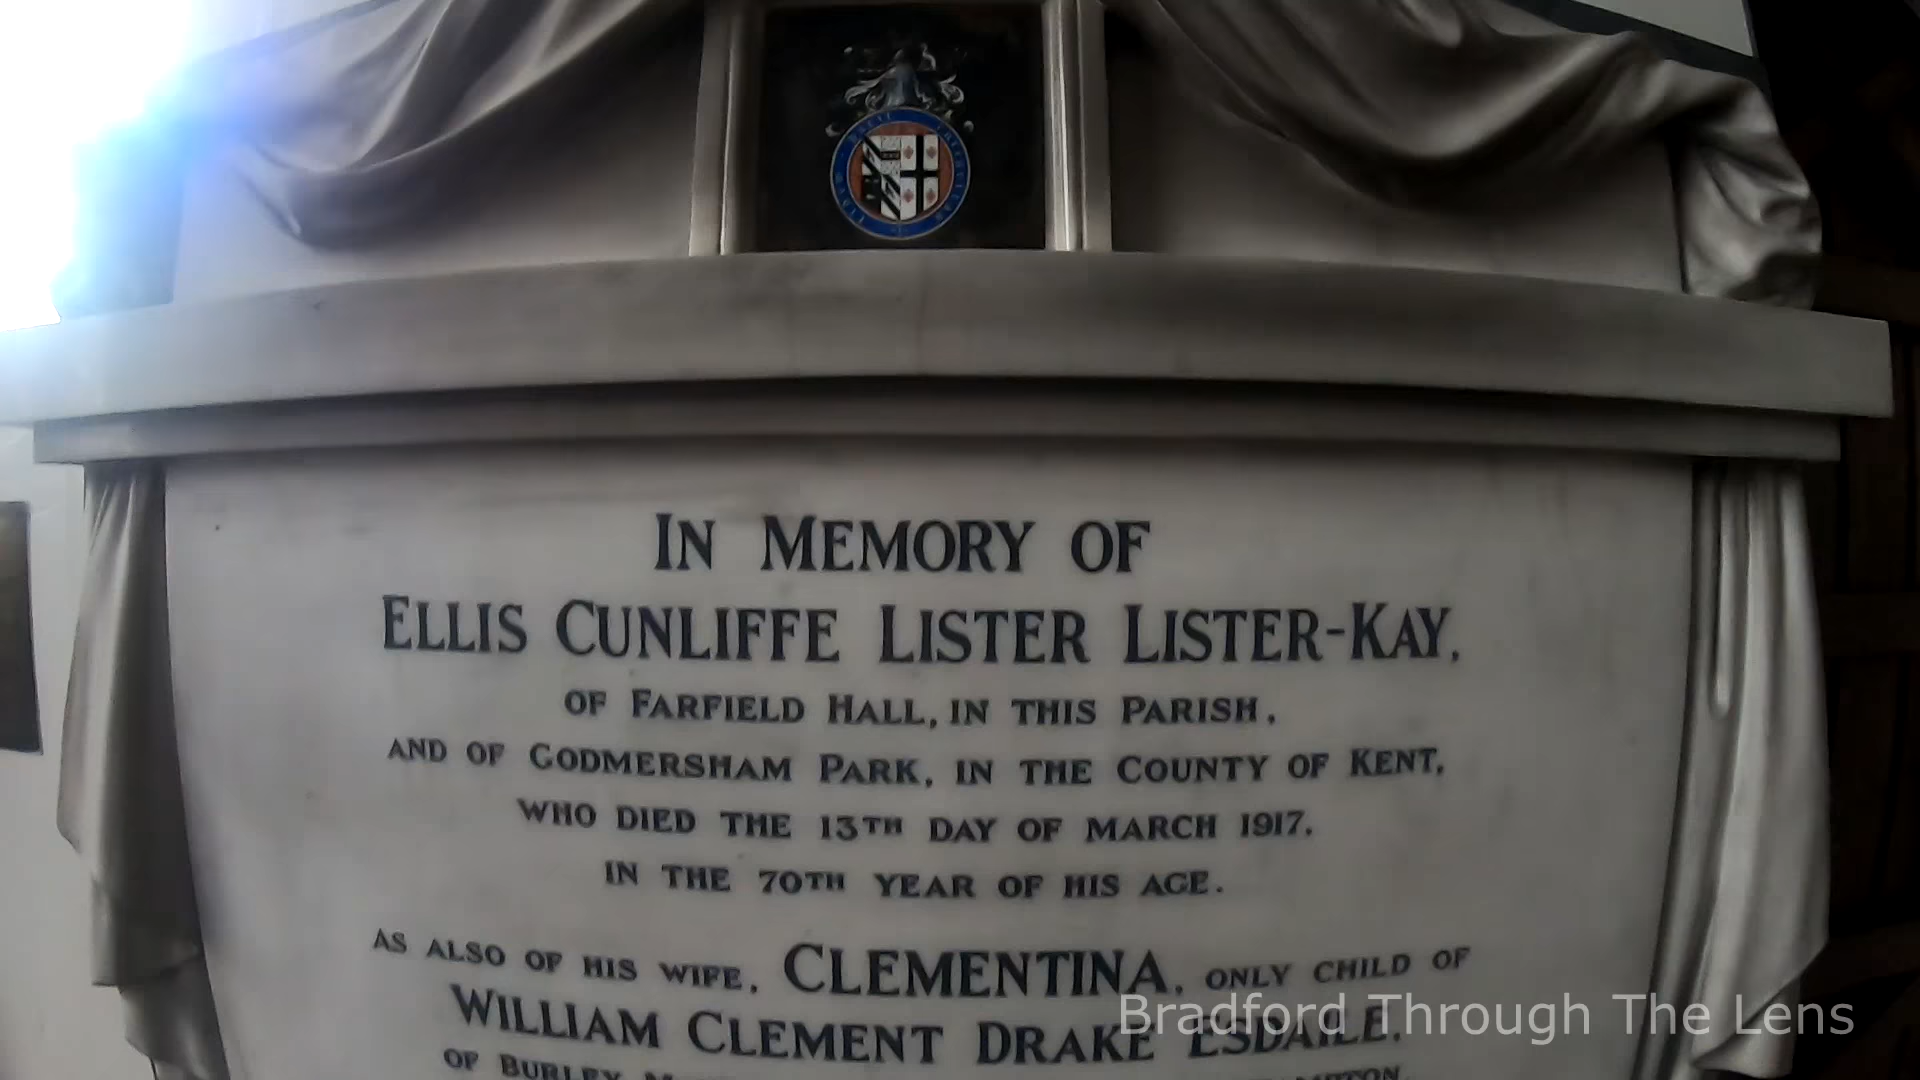 IN MEMORY OF
ELLIS CUNLIFFE LISTER LISTER-KAY,
OF FARFIELD HALL, IN THIS PARISH,
AND OF GODMERSHAM PARK, IN THE COUNTY OF KENT,
WHO DIED THE 13TH DAY OF MARCH 1917,
IN THE 70TH YEAR OF HIS AGE.
AS ALSO OF HIS WIFE, CLEMENTINA, ONLY CHILD OF
WILLIAM CLEMENT DRAKE ESDAILE,
OF BURLEY
Bradford Through The Lens